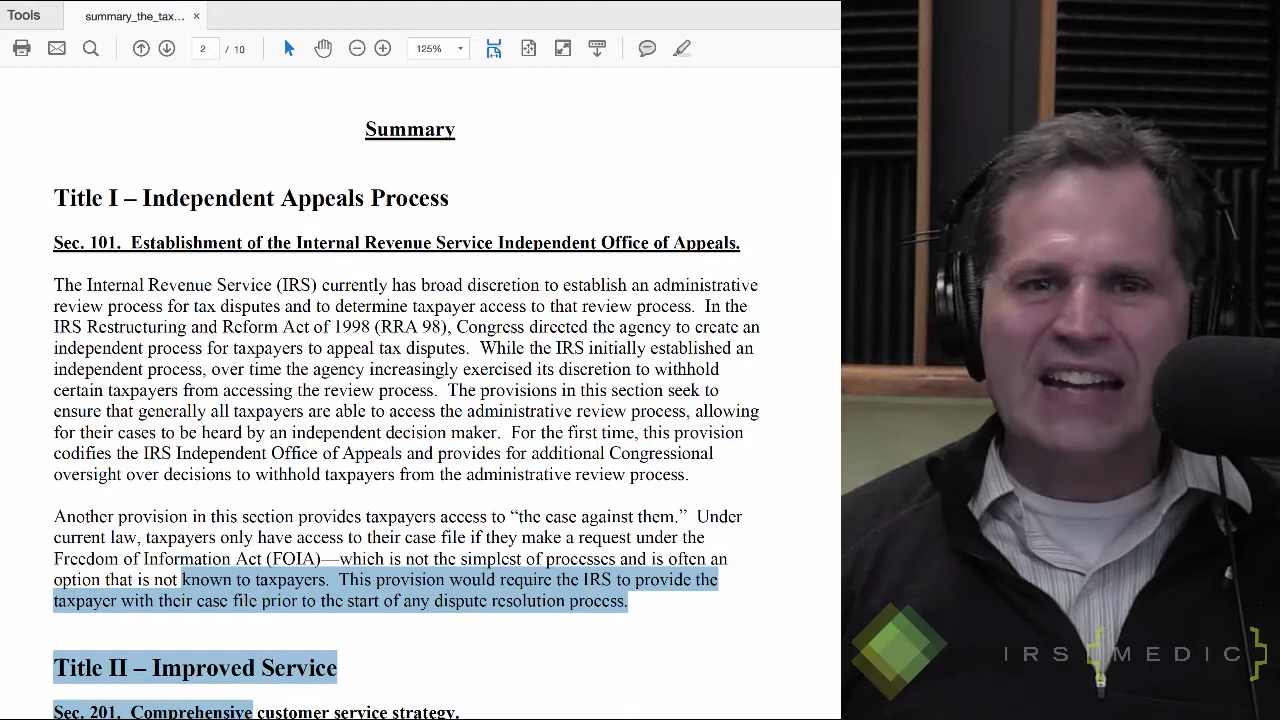 Tools
summary_the_tax... ×
2 / 10
125%
Summary
Title I – Independent Appeals Process
Sec. 101.  Establishment of the Internal Revenue Service Independent Office of Appeals.
The Internal Revenue Service (IRS) currently has broad discretion to establish an administrative
review process for tax disputes and to determine taxpayer access to that review process.  In the
IRS Restructuring and Reform Act of 1998 (RRA 98), Congress directed the agency to create an
independent process for taxpayers to appeal tax disputes.  While the IRS initially established an
independent process, over time the agency increasingly exercised its discretion to withhold
certain taxpayers from accessing the review process.  The provisions in this section seek to
ensure that generally all taxpayers are able to access the administrative review process, allowing
for their cases to be heard by an independent decision maker.  For the first time, this provision
codifies the IRS Independent Office of Appeals and provides for additional Congressional
oversight over decisions to withhold taxpayers from the administrative review process.
Another provision in this section provides taxpayers access to “the case against them.”  Under
current law, taxpayers only have access to their case file if they make a request under the
Freedom of Information Act (FOIA)—which is not the simplest of processes and is often an
option that is not known to taxpayers.  This provision would require the IRS to provide the
taxpayer with their case file prior to the start of any dispute resolution process.
Title II – Improved Service
Sec. 201.  Comprehensive customer service strategy.
IRS{MEDIC}